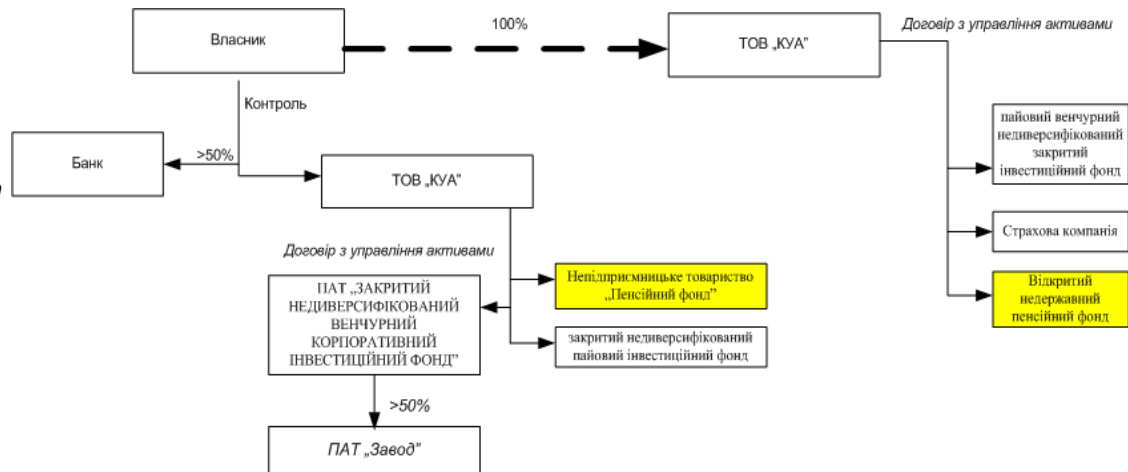 100%
Договір з управління активами
Власник
ТОВ „КУА"
Контроль
>50%
Банк
ТОВ „КУА"
пайовий венчурний
недиверсифікований
закритий
інвестиційний фонд
Страхова компанія
Відкритий
недержавний
пенсійний фонд
Договір з управління активами
Непідприємницьке товариство
„Пенсійний фонд"
ПАТ „ЗАКРИТИЙ
НЕДИВЕРСИФІКОВАНИЙ
ВЕНЧУРНИЙ
КОРПОРАТИВНИЙ
ІНВЕСТИЦІЙНИЙ ФОНД"
закритий недиверсифікований
пайовий інвестиційний фонд
>50%
ПАТ „Завод"